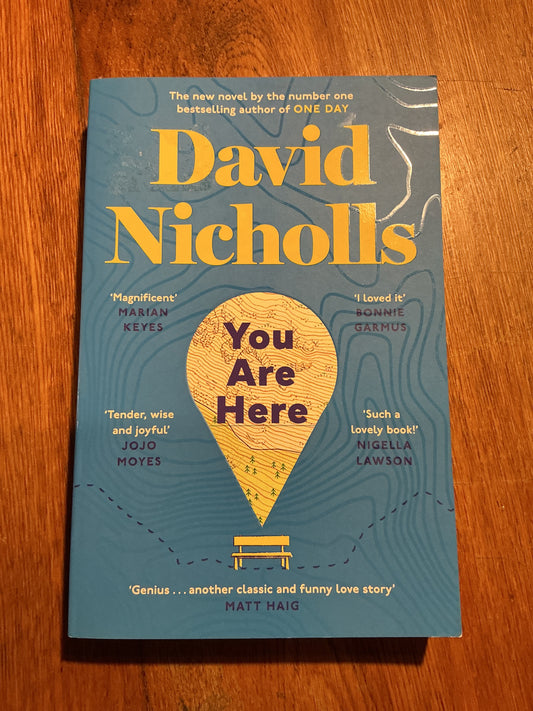 The new novel by the number one
bestselling author of ONE DAY
David
Nicholls
'Magnificent'
MARIAN
KEYES
'I loved it'
BONNIE
GARMUS
You
Are
Here
'Tender, wise
and joyful'
JOJO
MOYES
'Such a
lovely book!'
NIGELLA
LAWSON
'Genius ... another classic and funny love story'
MATT HAIG